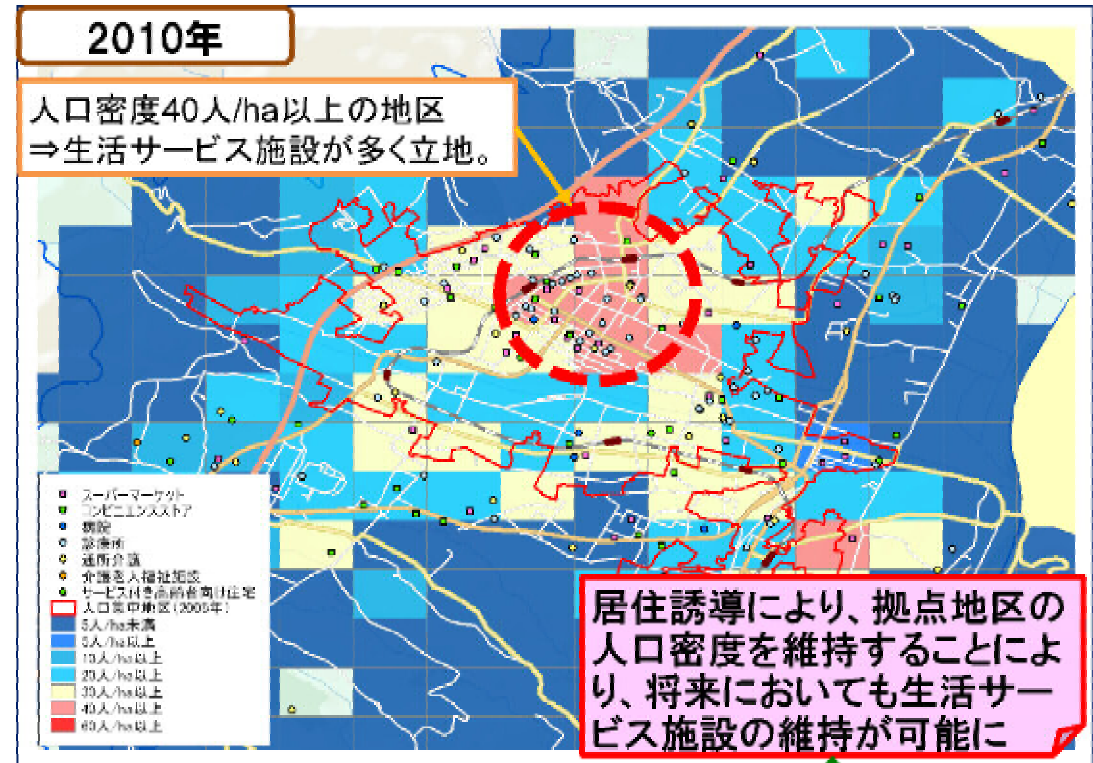 2010年
人口密度40人/ha以上の地区
⇒生活サービス施設が多く立地。
スーパーマーケット
コンビニエンスストア
病院
診療所
通所介護
介護老人福祉施設
サービス付き高齢者向け住宅
人口集中地区(2005年)
5人/ha未満
5人/ha以上
10人/ha以上
20人/ha以上
30人/ha以上
40人/ha以上
60人/ha以上
居住誘導により、拠点地区の
人口密度を維持することによ
り、将来においても生活サー
ビス施設の維持が可能に